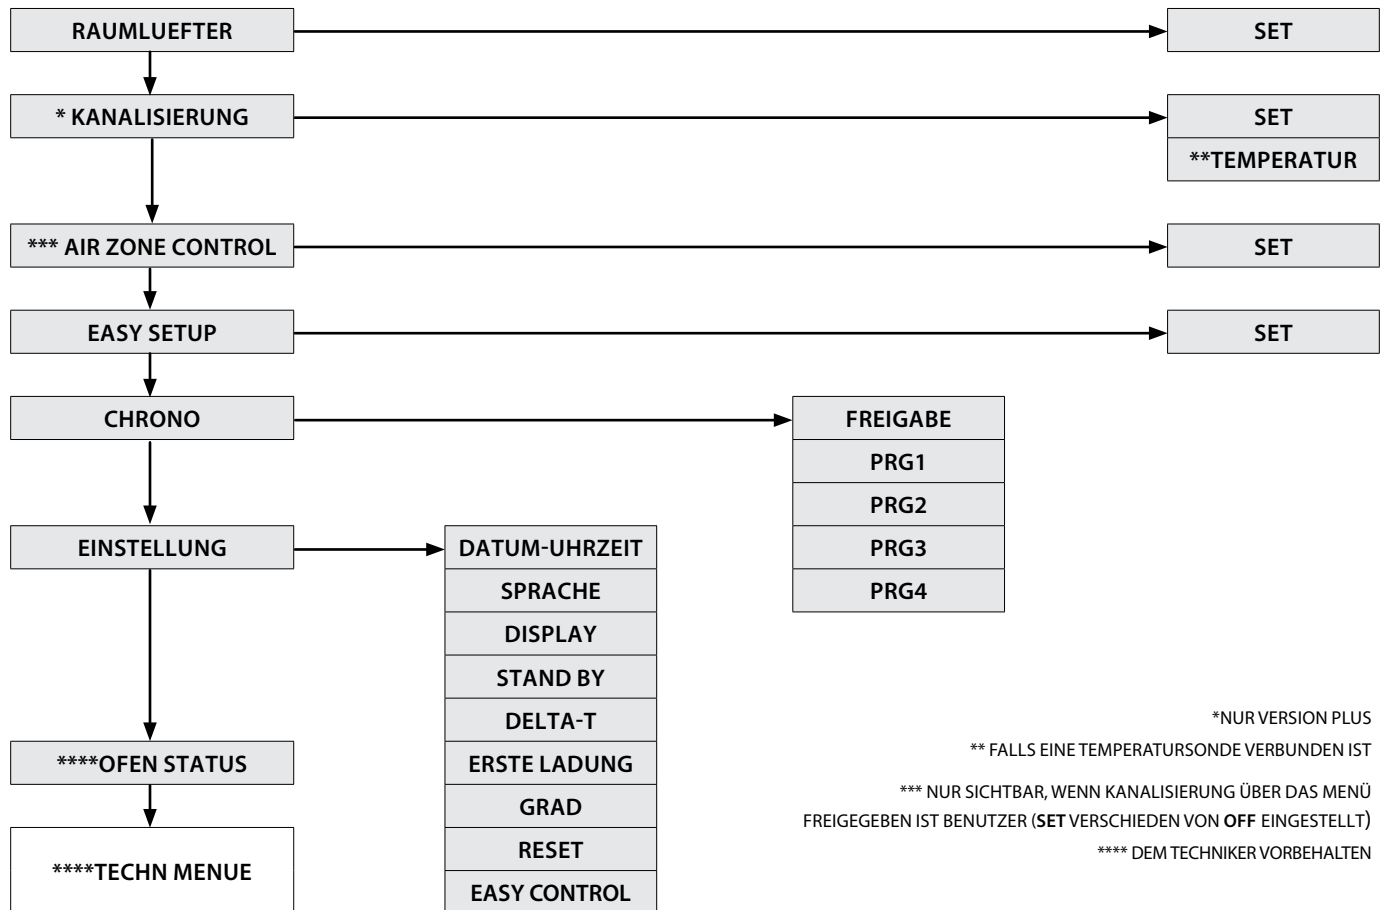 RAUMLUEFTER
SET
* KANALISIERUNG
SET
**TEMPERATUR
*** AIR ZONE CONTROL
SET
EASY SETUP
SET
CHRONO
FREIGABE
PRG1
PRG2
PRG3
PRG4
EINSTELLUNG
DATUM-UHRZEIT
SPRACHE
DISPLAY
STAND BY
DELTA-T
ERSTE LADUNG
GRAD
RESET
EASY CONTROL
****OFEN STATUS
****TECHN MENUE
*NUR VERSION PLUS
** FALLS EINE TEMPERATURSONDE VERBUNDEN IST
*** NUR SICHTBAR, WENN KANALISIERUNG ÜBER DAS MENÜ
FREIGEGEBEN IST BENUTZER (SET VERSCHIEDEN VON OFF EINGESTELLT)
**** DEM TECHNIKER VORBEHALTEN